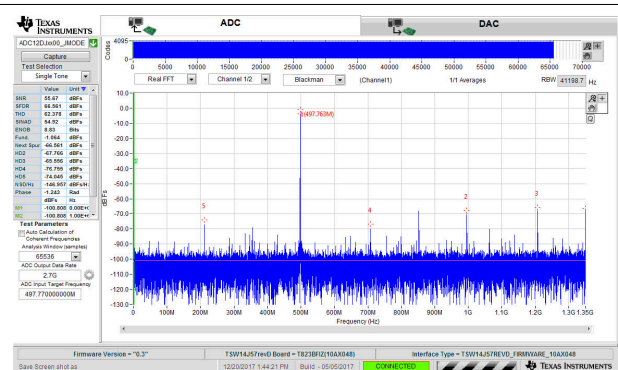 TEXAS INSTRUMENTS
ADC
DAC
ADC12DJxx00_JMODE
Capture
Test Selection
Single Tone
Value Unit
SNR 55.67 dBFs
SFDR 66.561 dBFs
THD 62.378 dBFs
SINAD 54.92 dBFs
ENOB 8.83 Bits
Fund. -1.064 dBFs
Next Spur -66.561 dBFs
HD2 -67.766 dBFs
HD3 -65.556 dBFs
HD4 -76.755 dBFs
HD5 -74.045 dBFs
NSD/Hz -146.957 dBFs/H
Phase -1.243 Rad
dBFs Hz
M1 -100.808 0.00E+
M2 -100.808 1.00E+
Test Parameters
Auto Calculation of
Coherent Frequencies
Analysis Window (samples)
65536
ADC Output Data Rate
2.7G
ADC Input Target Frequency
497.770000000M
Codes
4095
0
0 5000 10000 15000 20000 25000 30000 35000 40000 45000 50000 55000 60000 65000 70000
Real FFT
Channel 1/2
Blackman
(Channel1)
1/1 Averages
RBW 41198.7 Hz
dBFs
10.0
0.0
-10.0
-20.0
-30.0
-40.0
-50.0
-60.0
-70.0
-80.0
-90.0
-100.0
-110.0
-120.0
-130.0
(497.763M)
5
4
2
3
0.0 100M 200M 300M 400M 500M 600M 700M 800M 900M 1G 1.1G 1.2G 1.3G 1.35G
Frequency (Hz)
Firmware Version = "0.3"
TSW14J57revD Board = T823BFIZ(10AX048)
Interface Type = TSW14J57REVD_FIRMWARE_10AX048
Save Screen shot as
12/20/2017 1:44:21 PM
Build - 05/05/2017
CONNECTED
TEXAS INSTRUMENTS